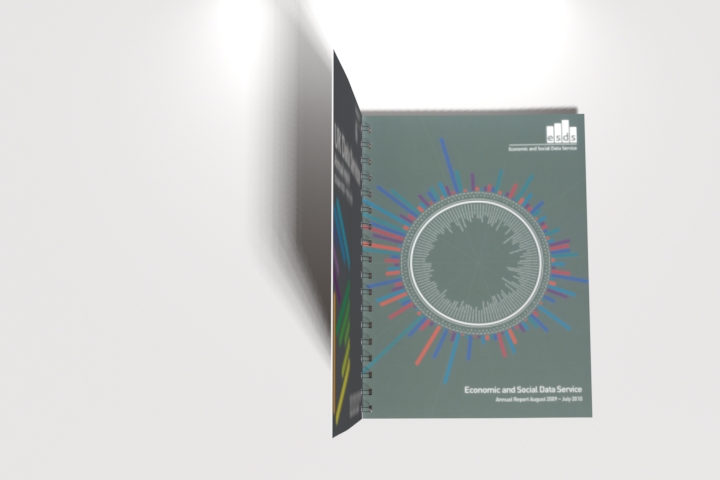 esds
Economic and Social Data Service
Economic and Social Data Service
Annual Report August 2009 – July 2010